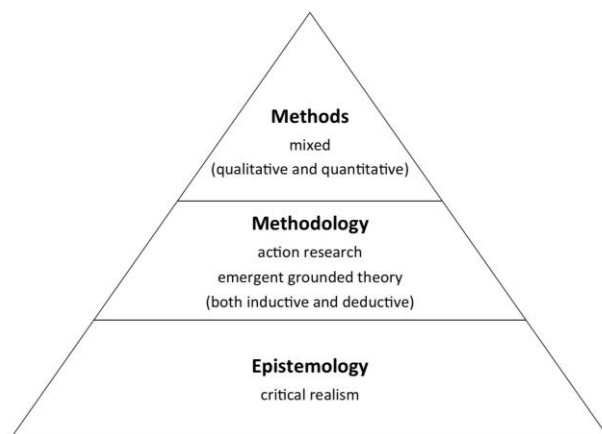 Methods
mixed
(qualitative and quantitative)
Methodology
action research
emergent grounded theory
(both inductive and deductive)
Epistemology
critical realism